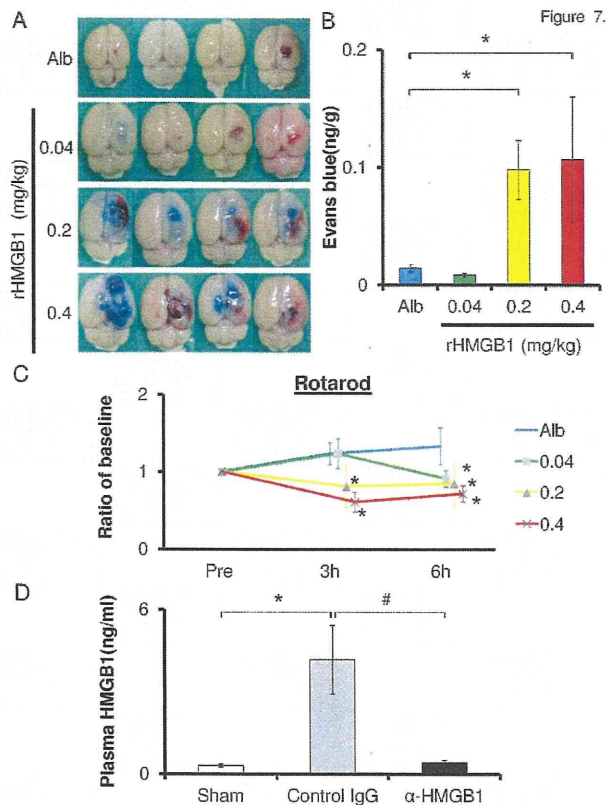 Figure 7.
A
Alb
0.04
0.2
0.4
rHMGB1 (mg/kg)
B
Evans blue(ng/g)
0.2
0.1
0
*
*
Alb 0.04 0.2 0.4
rHMGB1 (mg/kg)
C
Rotarod
Ratio of baseline
2
1
0
*
*
*
*
*
Pre 3h 6h
Alb
0.04
0.2
0.4
D
Plasma HMGB1(ng/ml)
6
0
* #
Sham Control IgG α-HMGB1